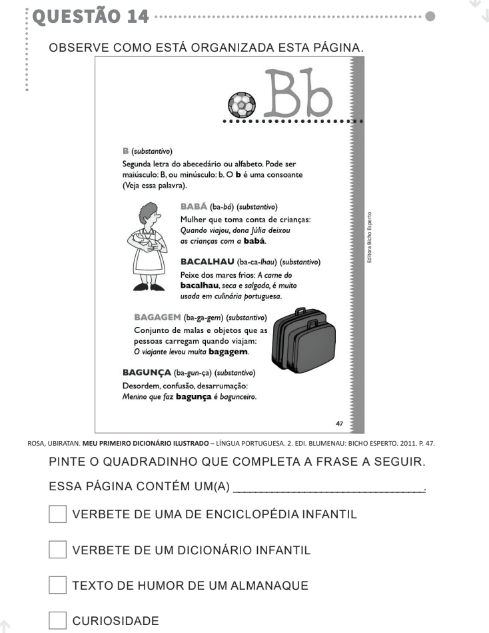 QUESTÃO 14
OBSERVE COMO ESTÁ ORGANIZADA ESTA PÁGINA.
Bb
B (substantivo)
Segunda letra do abecedário ou alfabeto. Pode ser
maiúsculo: B, ou minúsculo: b. O b é uma consoante
(Veja essa palavra).
BABÁ (ba-bá) (substantivo)
Mulher que toma conta de crianças:
Quando viajou, dona Júlia deixou
as crianças com a babá.
BACALHAU (ba-ca-lhau) (substantivo)
Peixe dos mares frios: A carne do
bacalhau, seca e salgada, é muito
usada em culinária portuguesa.
BAGAGEM (ba-ga-gem) (substantivo)
Conjunto de malas e objetos que as
pessoas carregam quando viajam:
O viajante levou muita bagagem.
BAGUNÇA (ba-gun-ça) (substantivo)
Desordem, confusão, desarrumação:
Menino que faz bagunça é bagunceiro.
Editora Bicho Esperto
47
ROSA, UBIRATAN. MEU PRIMEIRO DICIONÁRIO ILUSTRADO – LÍNGUA PORTUGUESA. 2. EDI. BLUMENAU: BICHO ESPERTO. 2011. P. 47.
PINTE O QUADRADINHO QUE COMPLETA A FRASE A SEGUIR.
ESSA PÁGINA CONTÉM UM(A) ______________________________.
VERBETE DE UMA DE ENCICLOPÉDIA INFANTIL
VERBETE DE UM DICIONÁRIO INFANTIL
TEXTO DE HUMOR DE UM ALMANAQUE
CURIOSIDADE